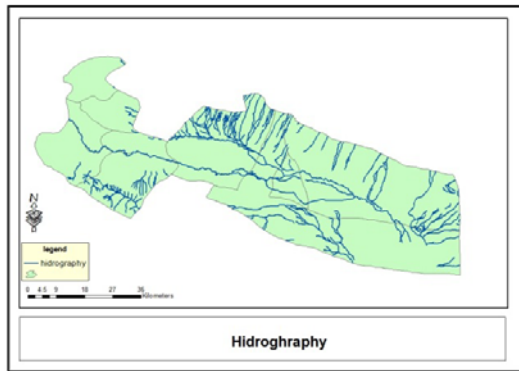 N
legend
hidrography
0 4.5 9 18 27 36
Kilometers
Hidroghraphy